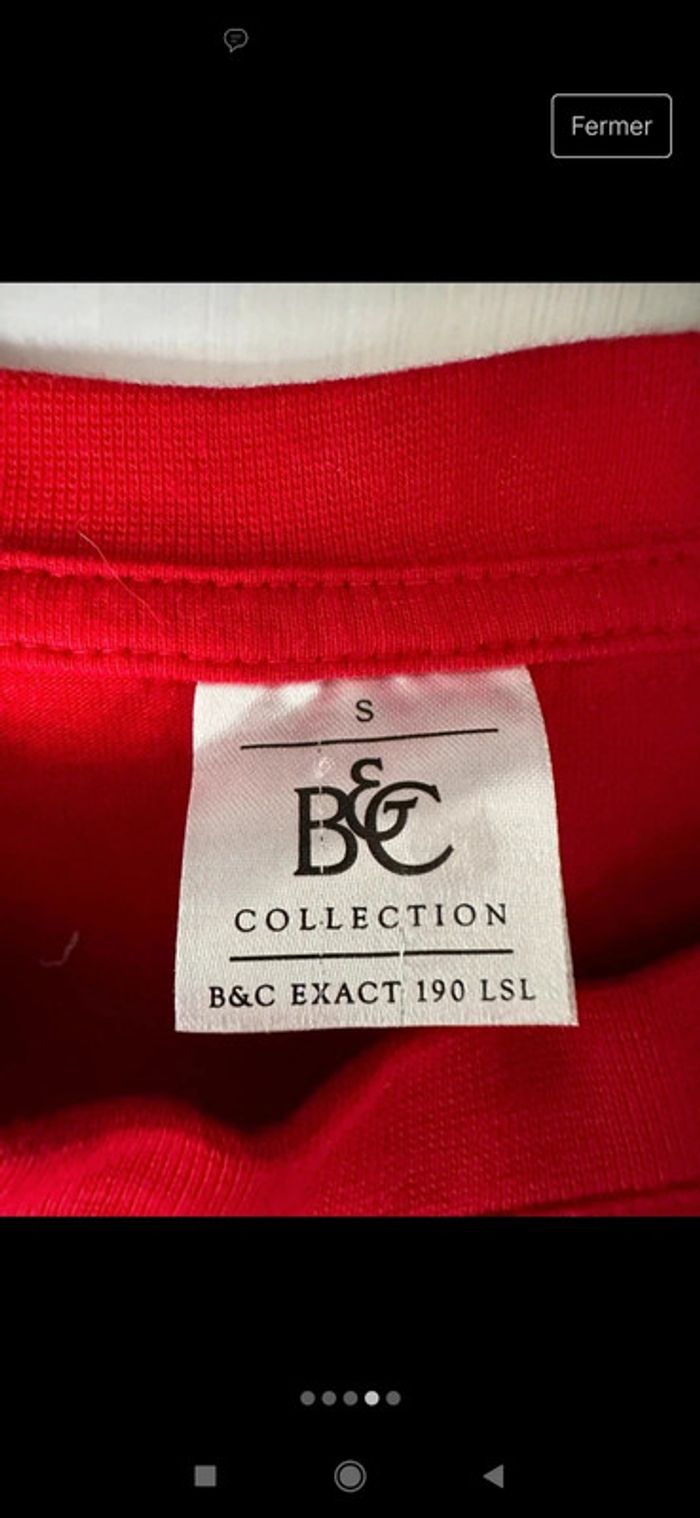 Fermer
S
B&C
COLLECTION
B&C EXACT 190 LSL